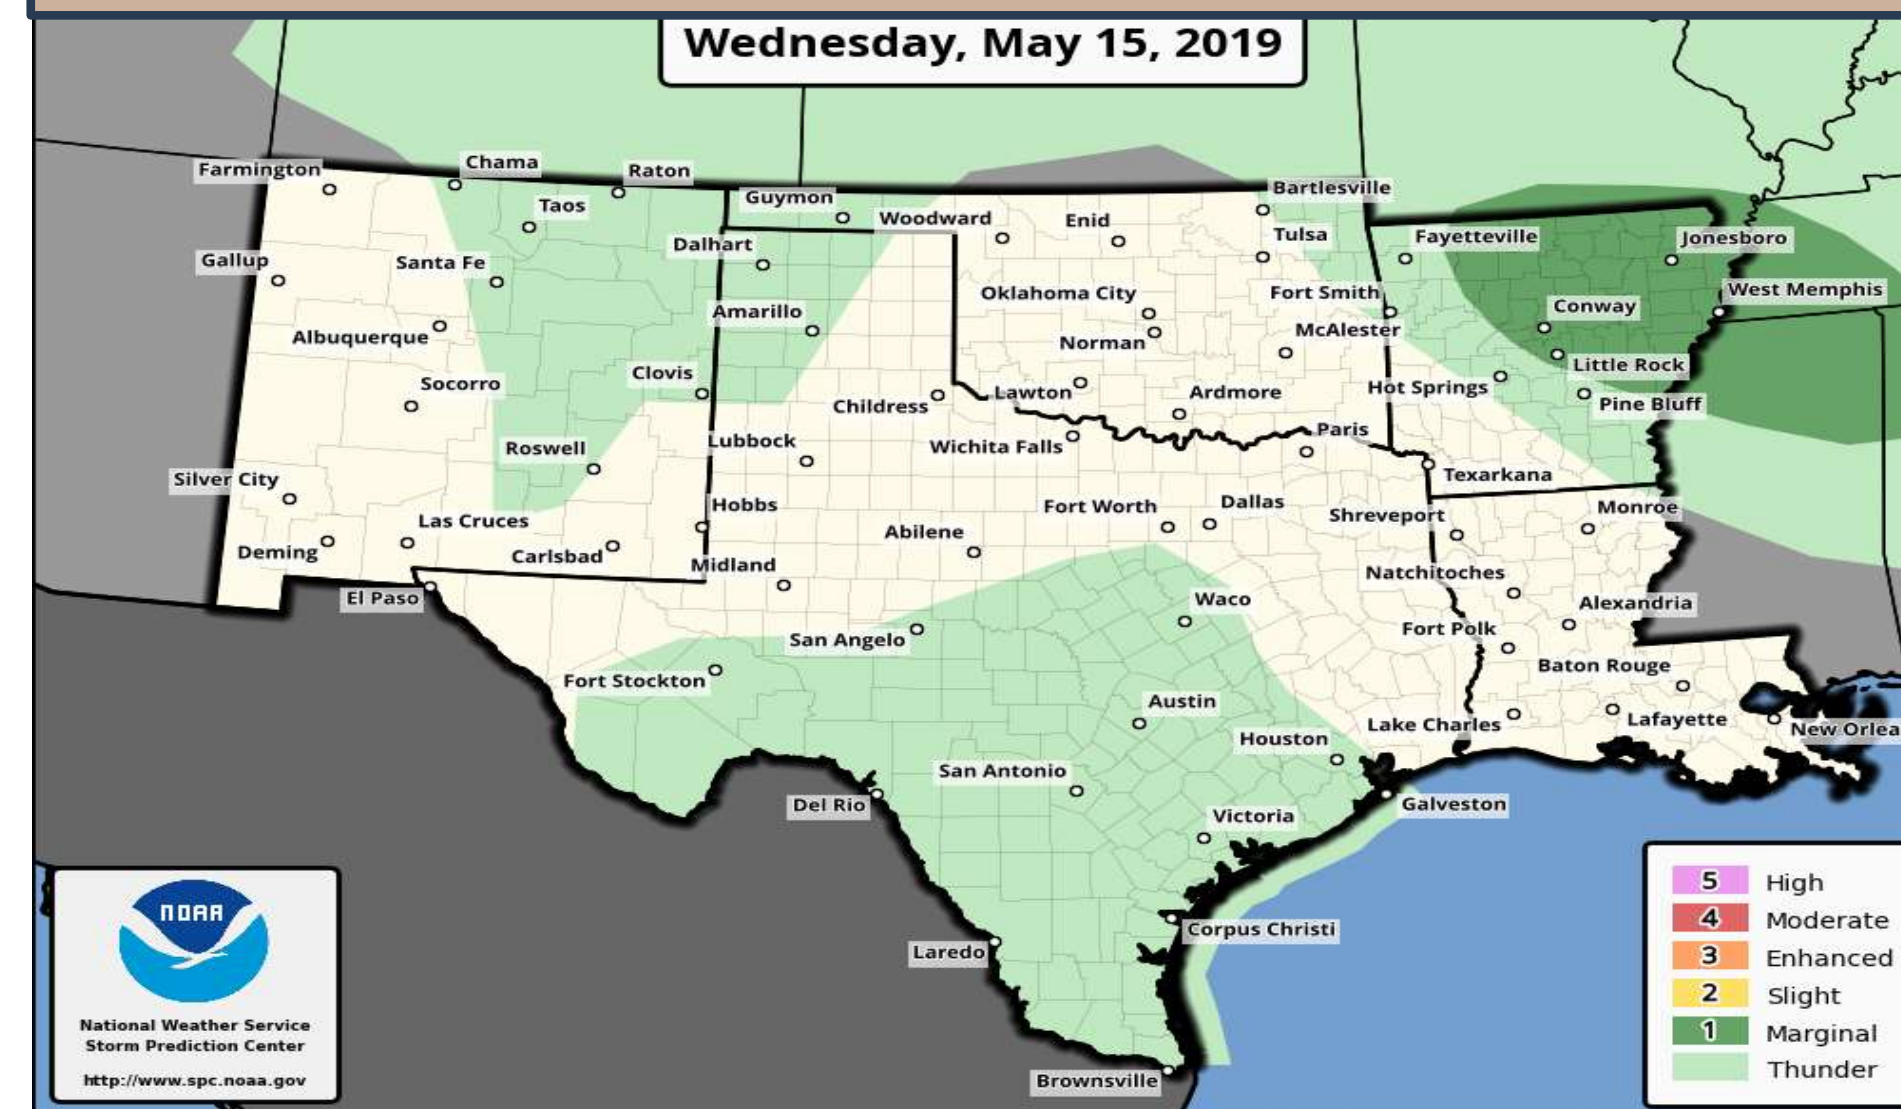 Wednesday, May 15, 2019
Farmington
Chama
Raton
Taos
Guymon
Woodward
Enid
Bartlesville
Tulsa
Fayetteville
Jonesboro
Gallup
Santa Fe
Dalhart
Amarillo
Oklahoma City
Norman
Fort Smith
McAlester
Conway
West Memphis
Albuquerque
Socorro
Clovis
Childress
Lawton
Ardmore
Hot Springs
Little Rock
Pine Bluff
Roswell
Lubbock
Wichita Falls
Paris
Texarkana
Silver City
Las Cruces
Hobbs
Abilene
Fort Worth
Dallas
Shreveport
Monroe
Deming
Carlsbad
Midland
El Paso
Waco
Natchitoches
Alexandria
San Angelo
Fort Polk
Fort Stockton
Baton Rouge
Austin
Houston
Lake Charles
Lafayette
New Orlea
San Antonio
Del Rio
Victoria
Galveston
Corpus Christi
Laredo
Brownsville
NOAA
National Weather Service
Storm Prediction Center
http://www.spc.noaa.gov
5 High
4 Moderate
3 Enhanced
2 Slight
1 Marginal
Thunder